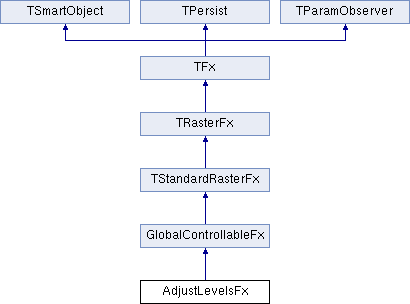 TSmartObject
TPersist
TParamObserver
TFx
TRasterFx
TStandardRasterFx
GlobalControllableFx
AdjustLevelsFx